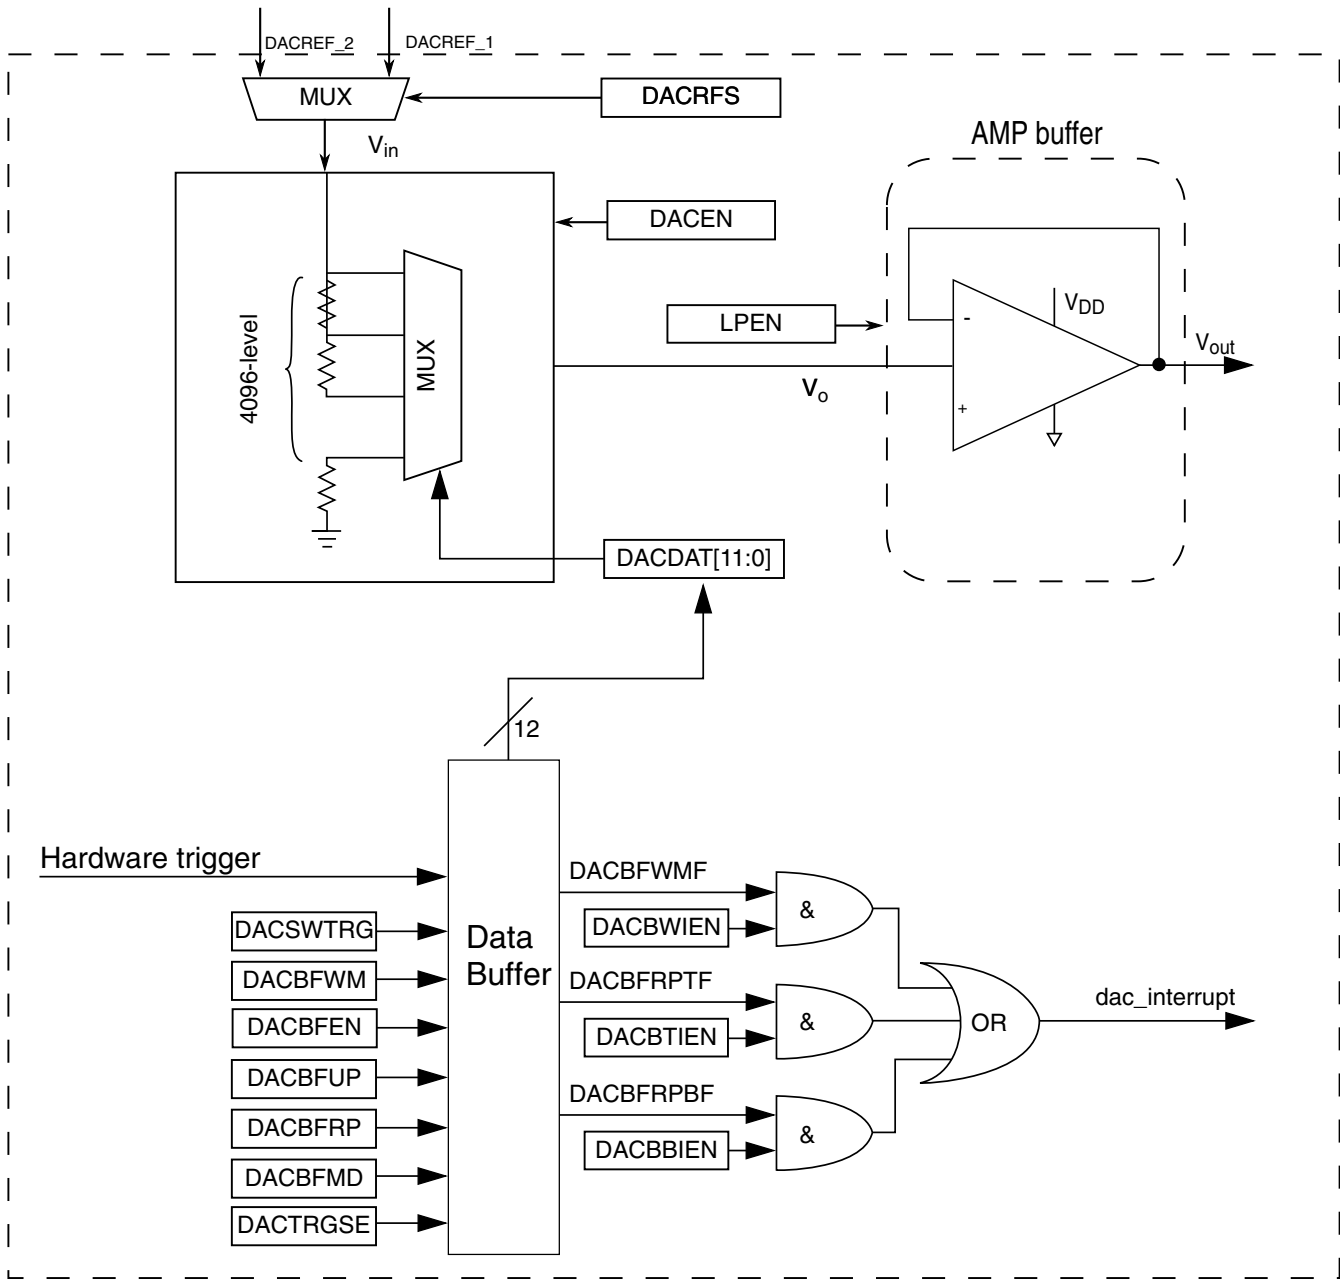 DACREF_2
DACREF_1
MUX
DACRFS
Vin
AMP buffer
DACEN
LPEN
VDD
-
Vout
4096-level
MUX
Vo
+
DACDAT[11:0]
12
Hardware trigger
DACBFWMF
&
DACSWTRG
DACBWIEN
Data
Buffer
DACBFWM
DACBFRPTF
dac_interrupt
DACBFEN
DACBTIEN
&
OR
DACBFUP
DACBFRPBF
DACBFRP
&
DACBBIEN
DACBFMD
DACTRGSE